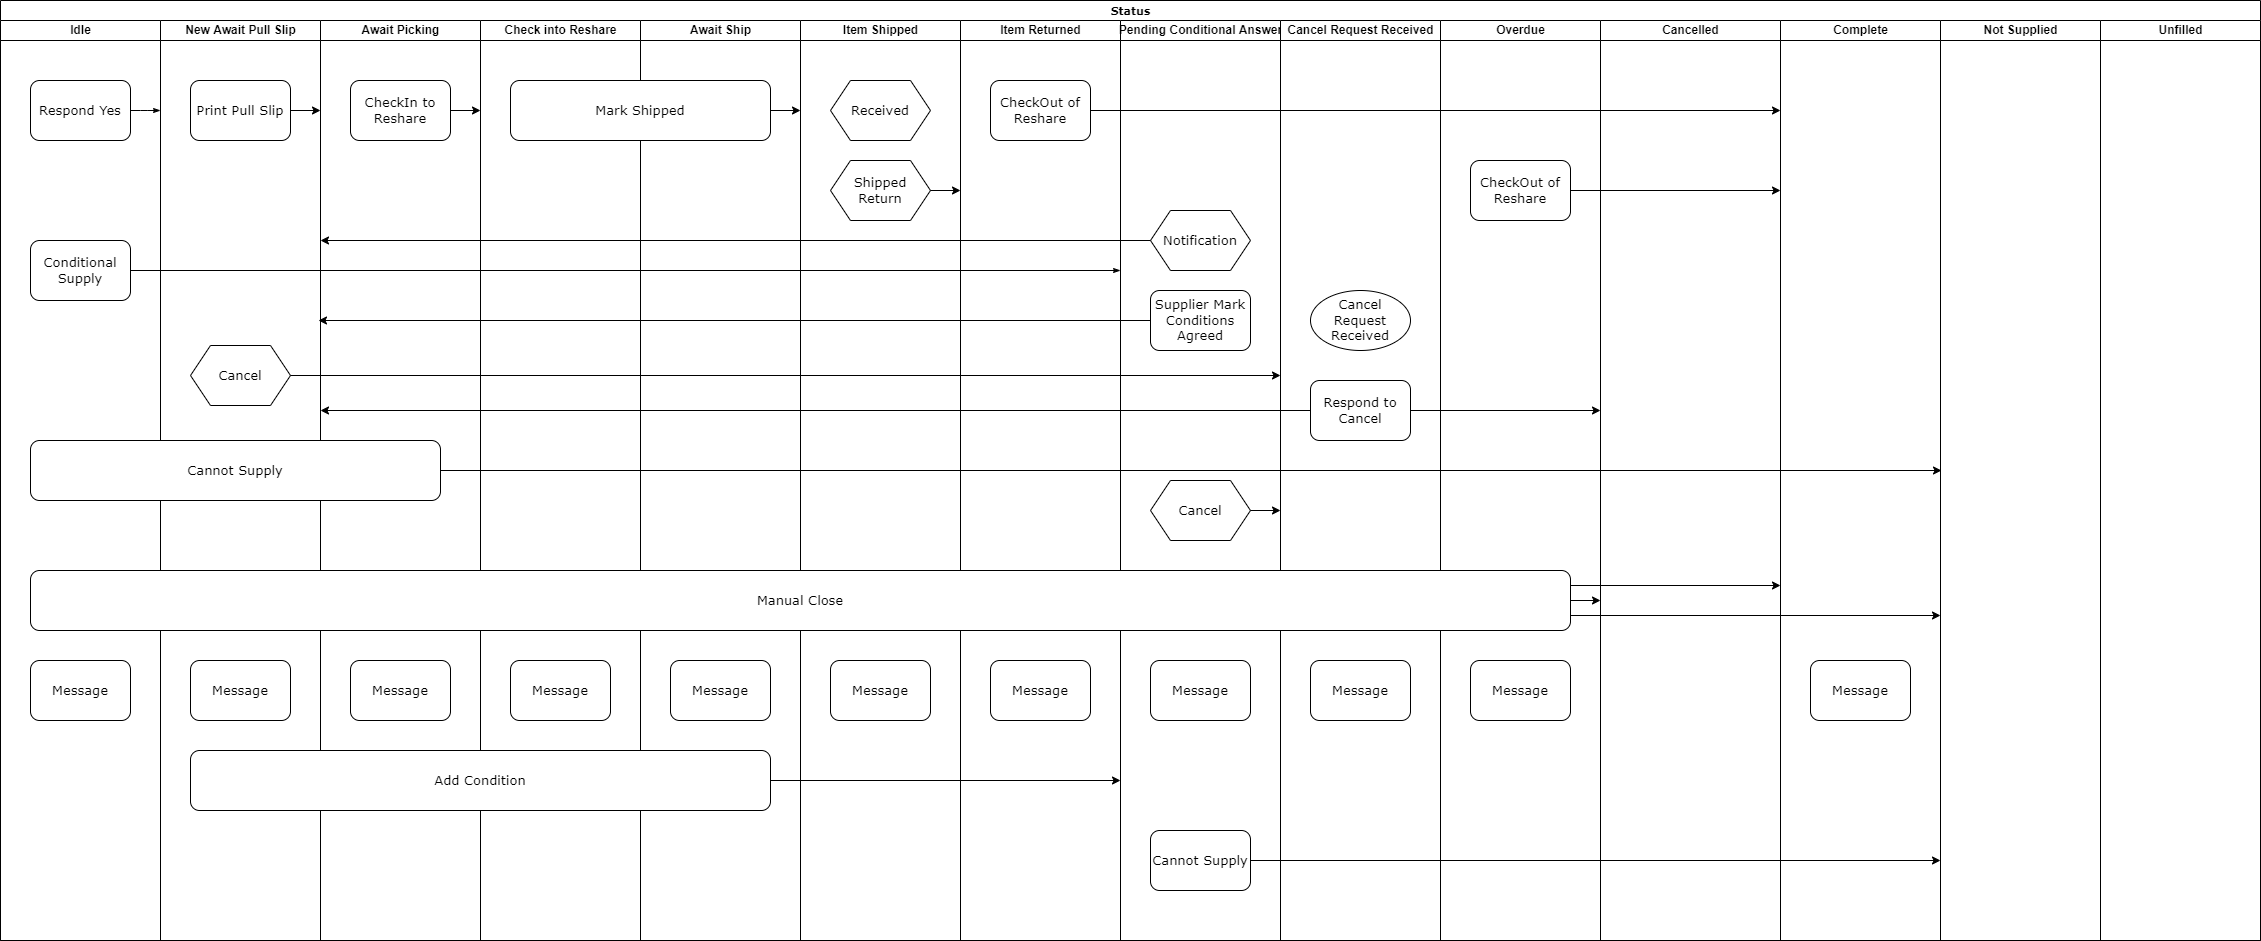 Status
Idle
New Await Pull Slip
Await Picking
Check into Reshare
Await Ship
Item Shipped
Item Returned
Pending Conditional Answer
Cancel Request Received
Overdue
Cancelled
Complete
Not Supplied
Unfilled
Respond Yes
Print Pull Slip
CheckIn to
Reshare
Mark Shipped
Received
CheckOut of
Reshare
Shipped
Return
CheckOut of
Reshare
Notification
Conditional
Supply
Supplier Mark
Conditions
Agreed
Cancel
Request
Received
Cancel
Respond to
Cancel
Cannot Supply
Cancel
Manual Close
Message
Message
Message
Message
Message
Message
Message
Message
Message
Message
Message
Add Condition
Cannot Supply